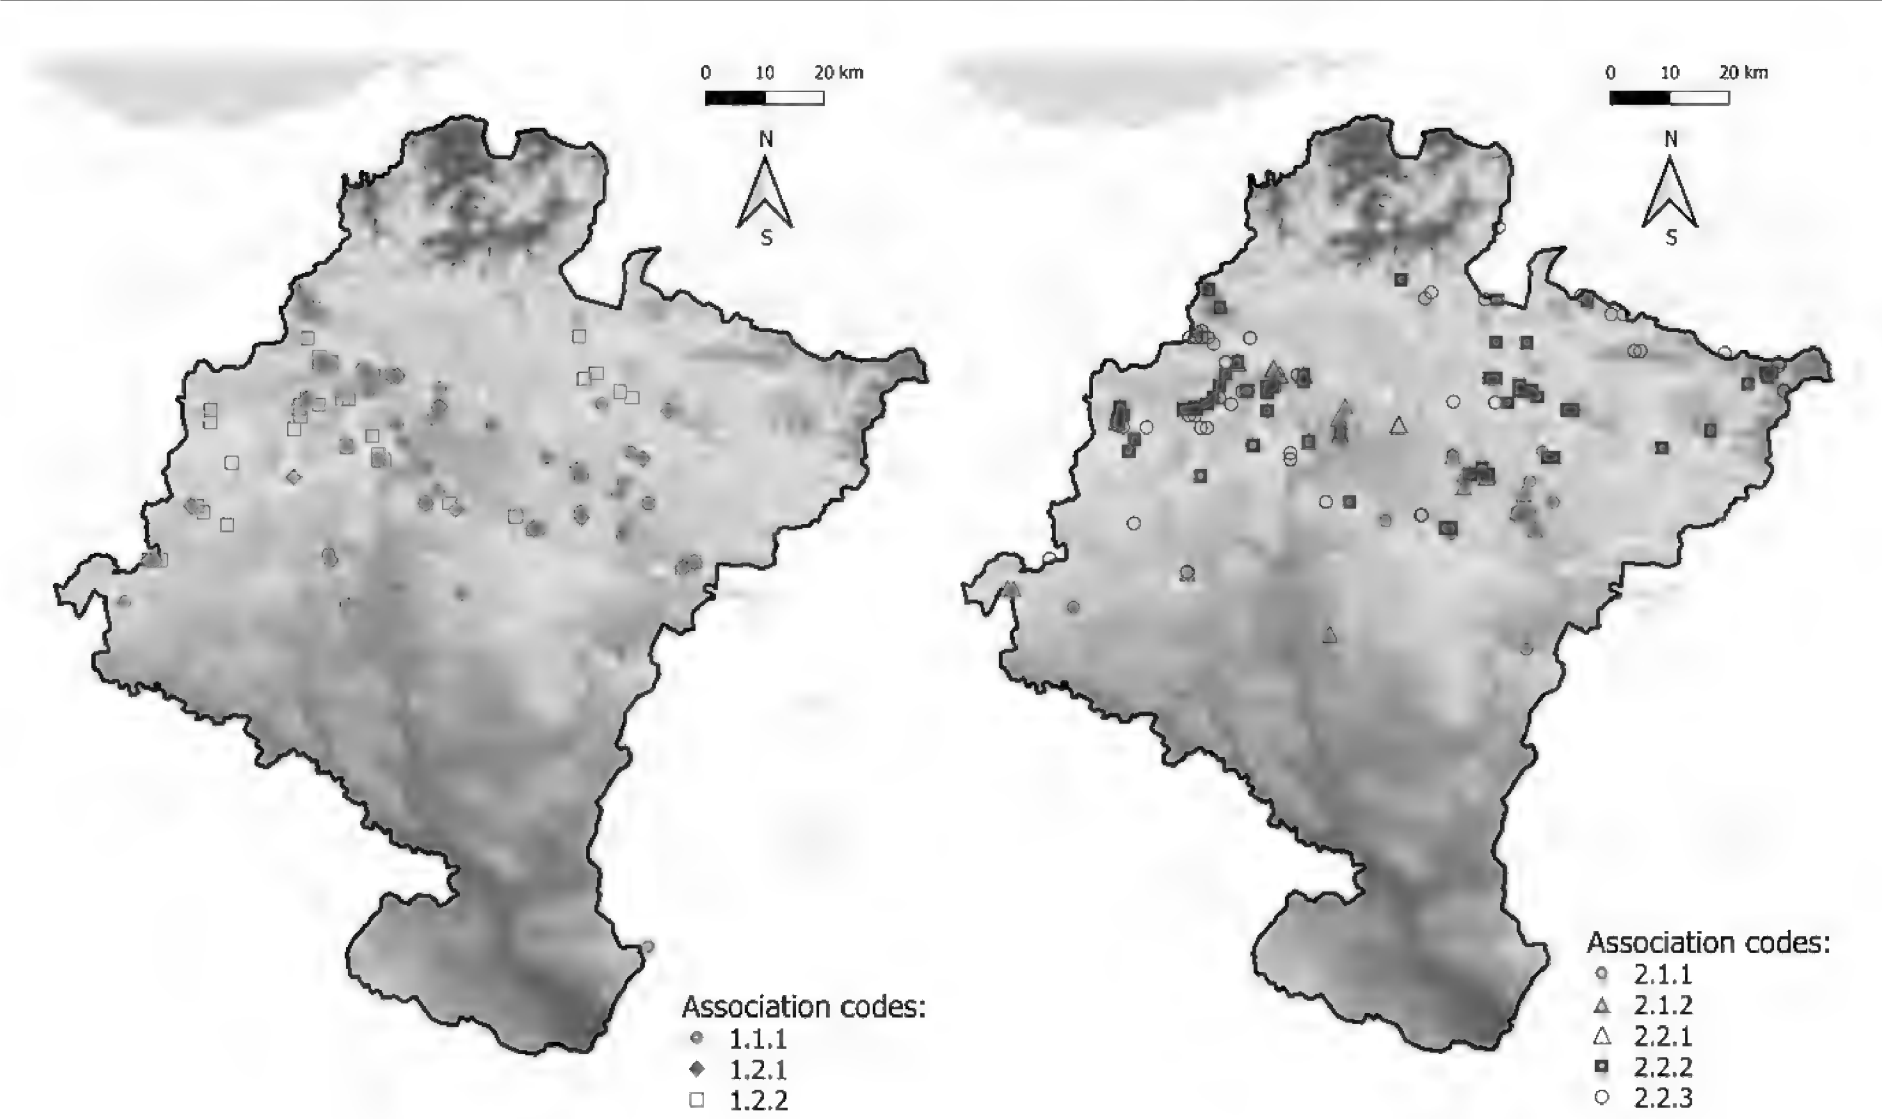 0 10 20 km
N
S
Association codes:
1.1.1
1.2.1
1.2.2
0 10 20 km
N
S
Association codes:
2.1.1
2.1.2
2.2.1
2.2.2
2.2.3